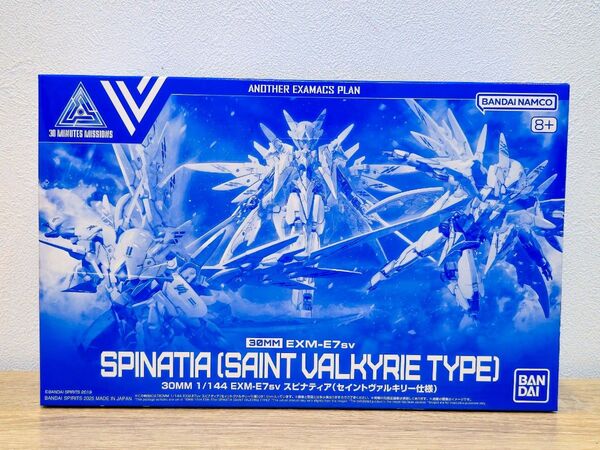 ANOTHER EXAMACS PLAN
BANDAI NAMCO
8+
30 MINUTES MISSIONS
30MM EXM-E7sv
SPINATIA (SAINT VALKYRIE TYPE)
30MM 1/144 EXM-E7sv スピナティア(セイントヴァルキリー仕様)
©BANDAI SPIRITS 2019
BANDAI SPIRITS 2025 MADE IN JAPAN
BAN
DAI